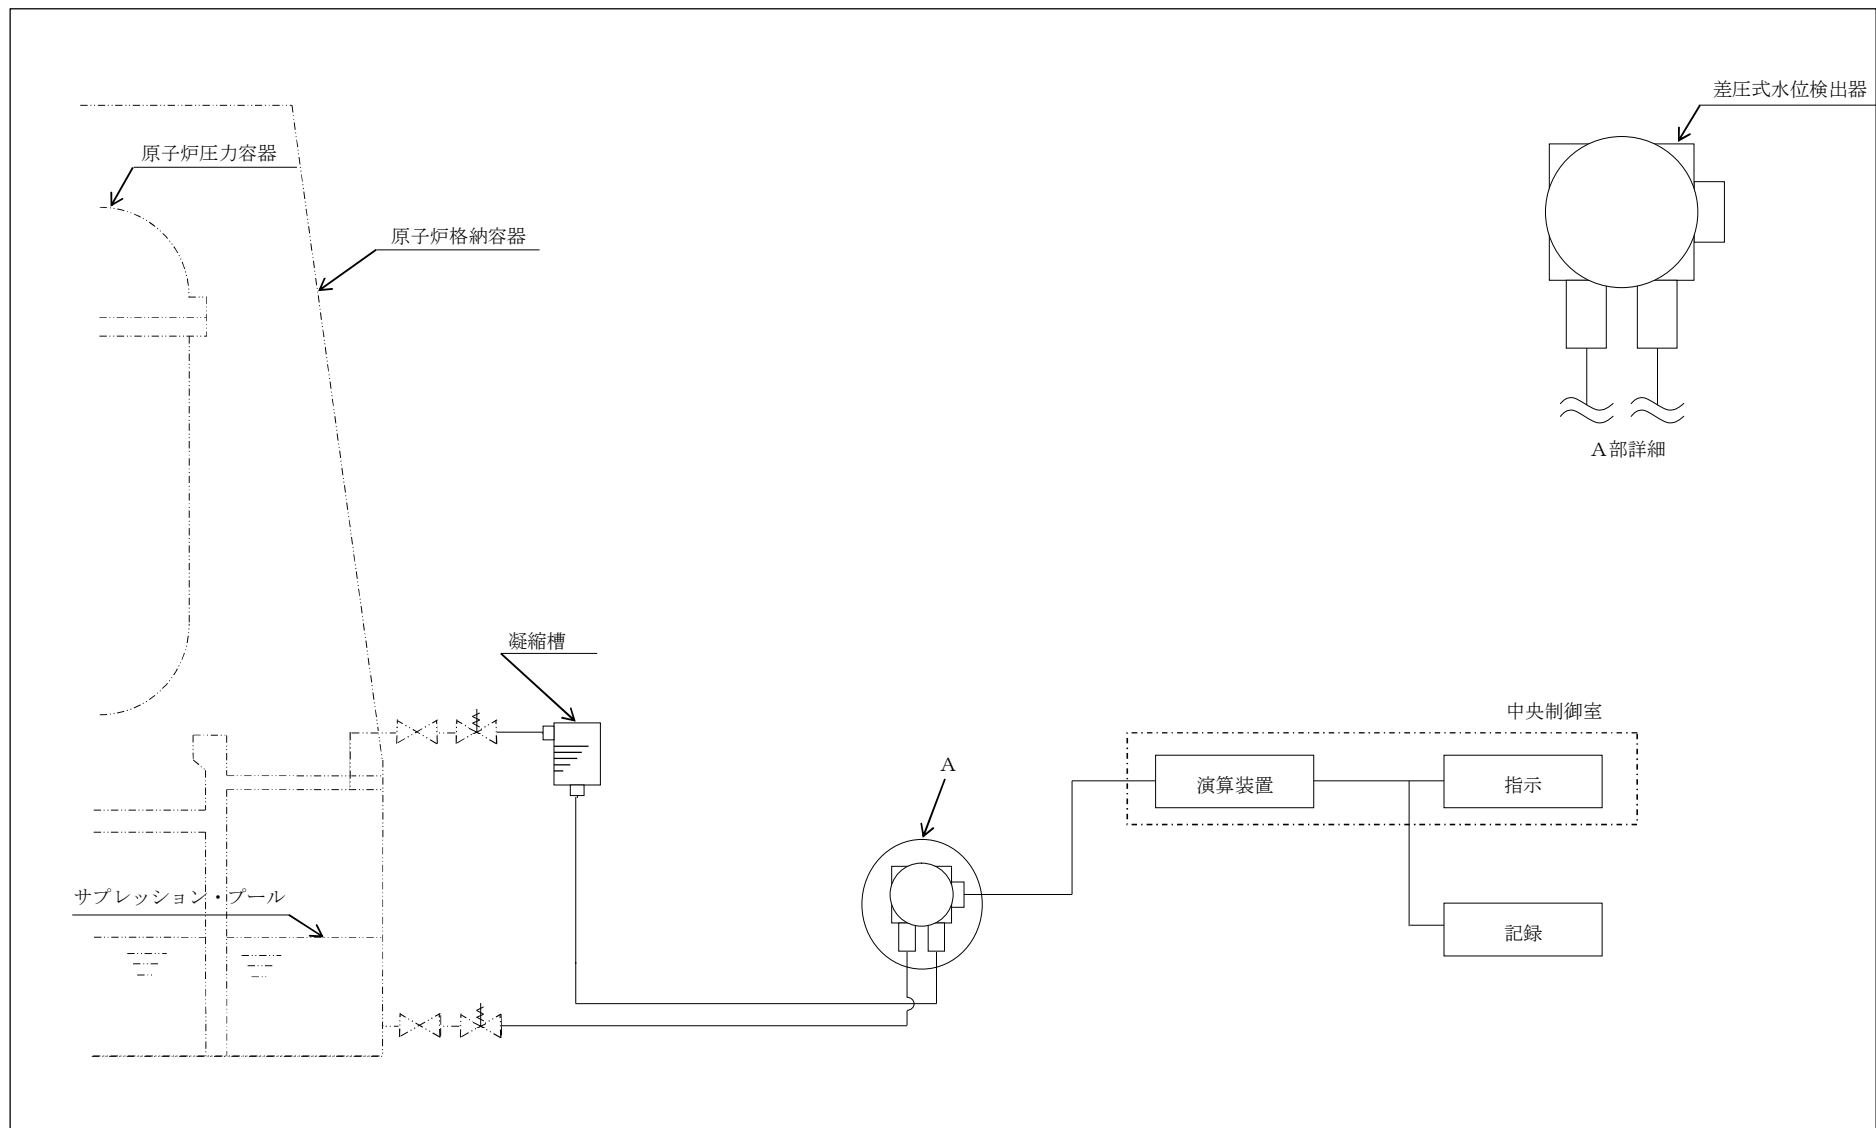 差圧式水位検出器
原子炉圧力容器
原子炉格納容器
A部詳細
凝縮槽
中央制御室
A
演算装置
指示
サプレッション・プール
記録